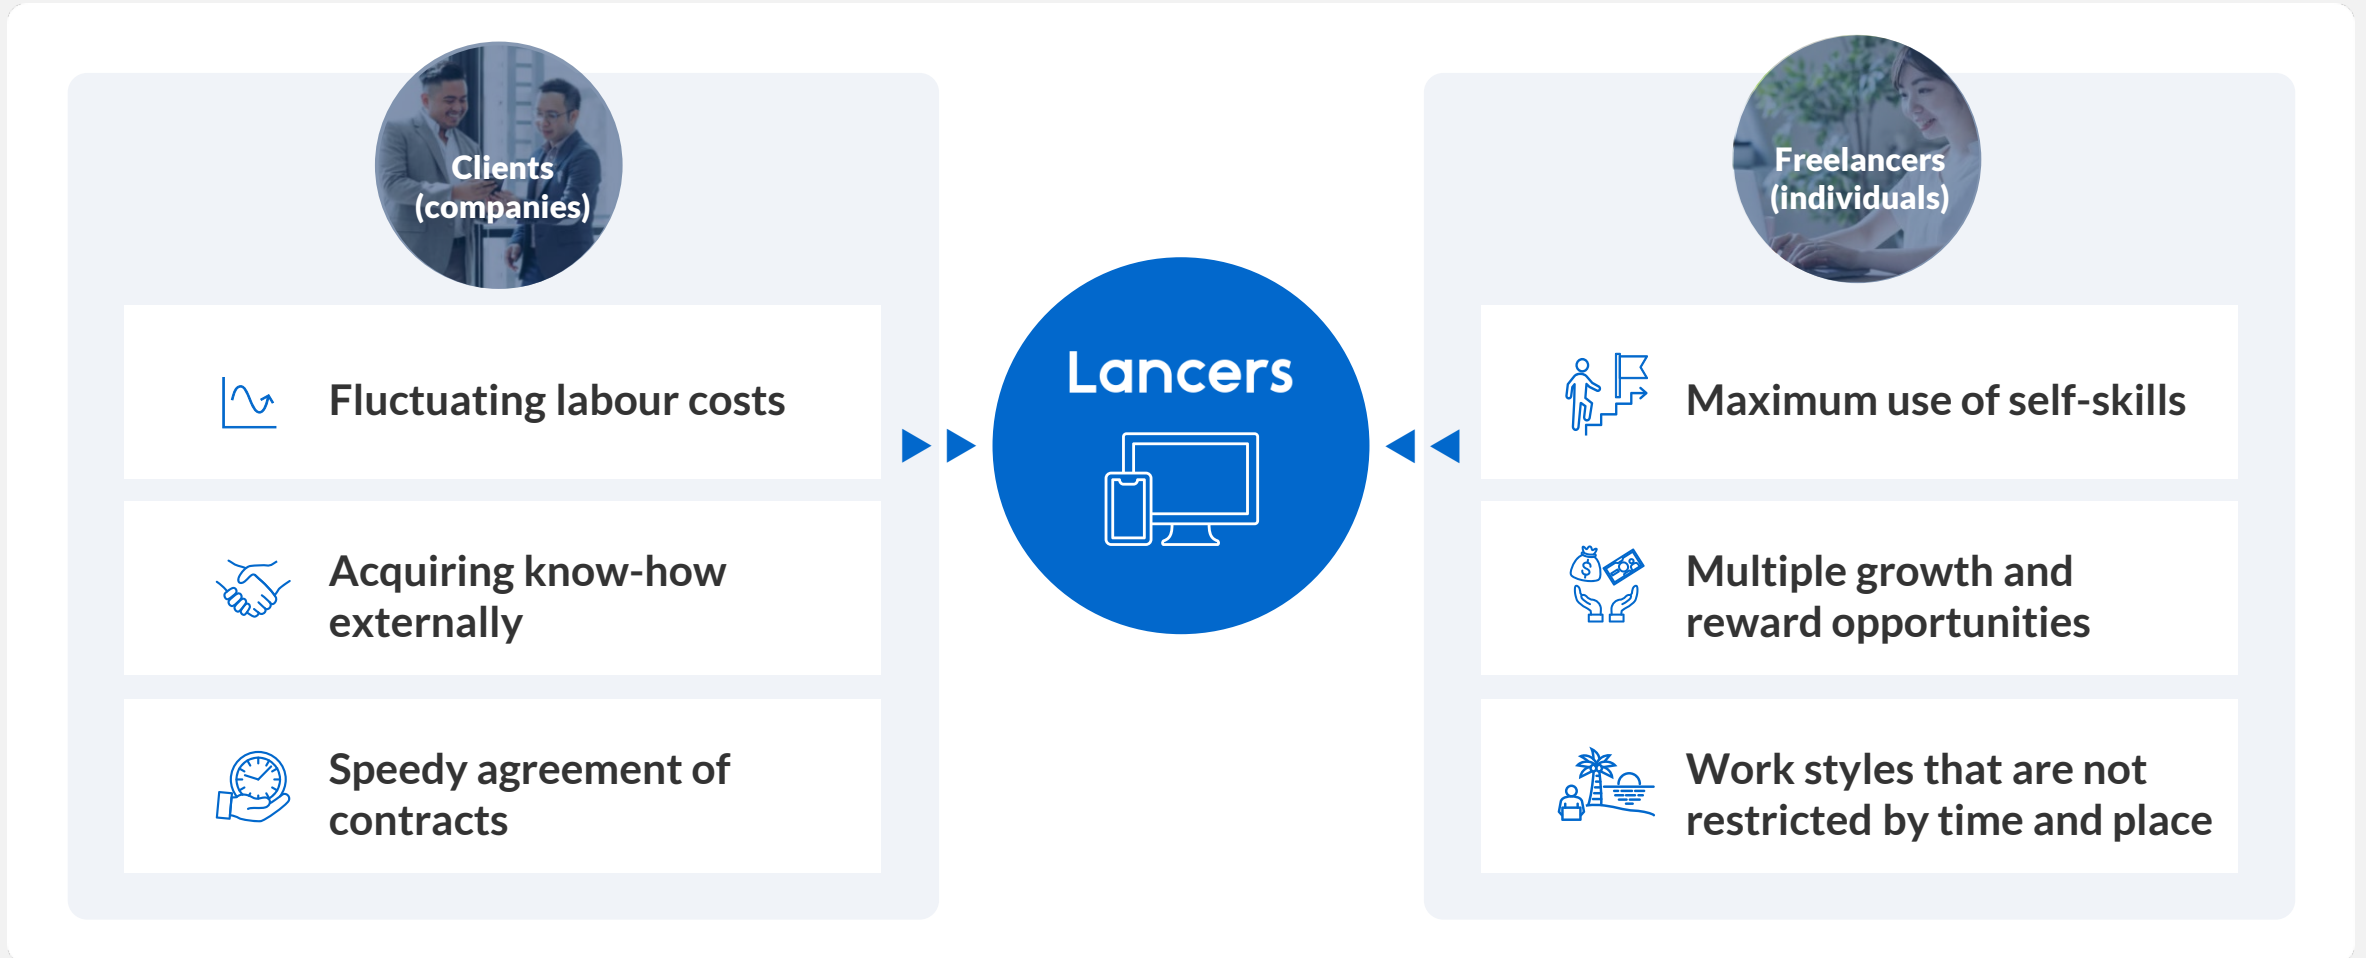 Clients
(companies)
Fluctuating labour costs
Acquiring know-how
externally
Speedy agreement of
contracts
Lancers
Freelancers
(individuals)
Maximum use of self-skills
Multiple growth and
reward opportunities
Work styles that are not
restricted by time and place